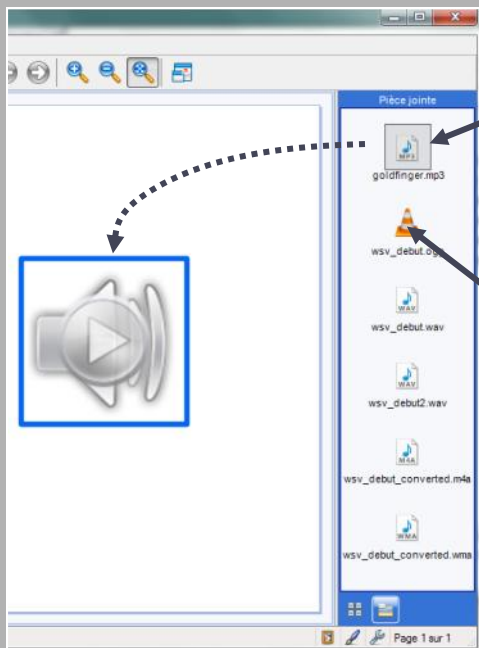 Pièce jointe
MP3
goldfinger.mp3
wsv_debut.ogg
WAV
wsv_debut.wav
WAV
wsv_debut2.wav
M4A
wsv_debut_converted.m4a
WMA
wsv_debut_converted.wma
Page 1 sur 1